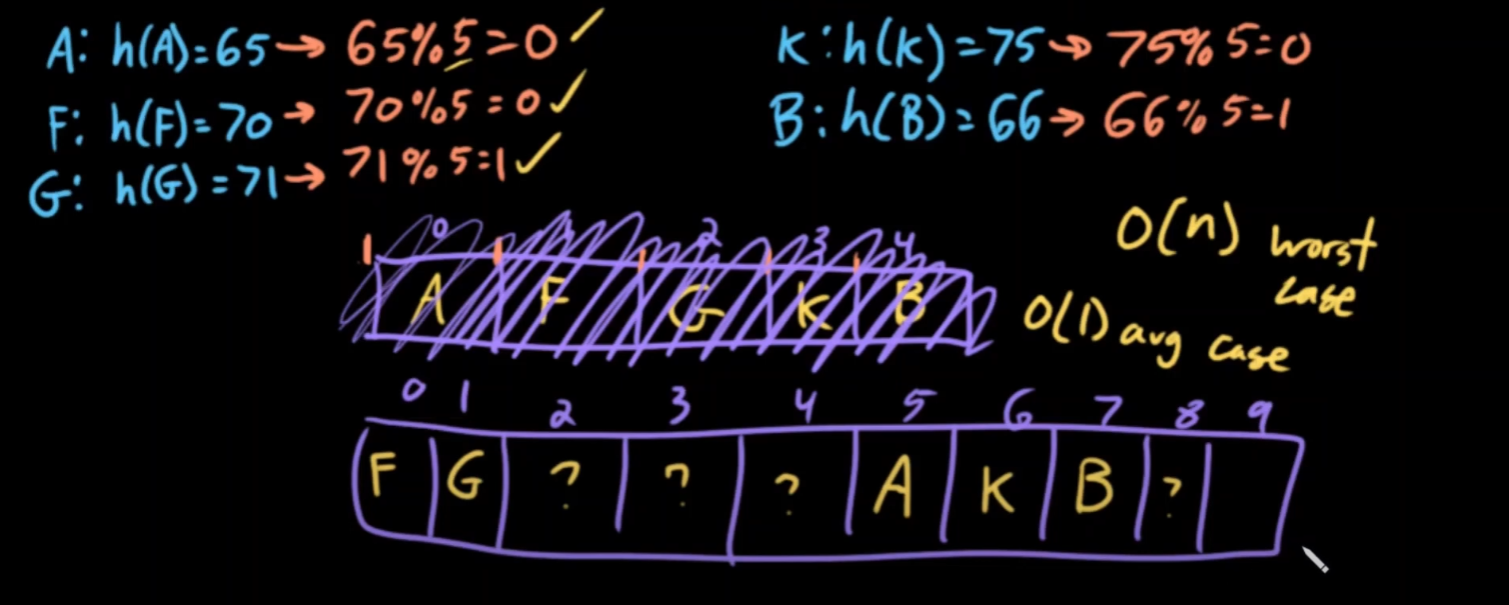 A: h(A)=65→ 65%5=0 ✓
F: h(F)=70→ 70%5=0 ✓
G: h(G)=71→ 71%5=1 ✓
K: h(K)=75→ 75%5=0
B: h(B)=66→ 66%5=1
0 1 2 3 4
A F G K B
O(n) worst case
O(1) avg case
0 1 2 3 4 5 6 7 8 9
F G ? ? ? A K B ?